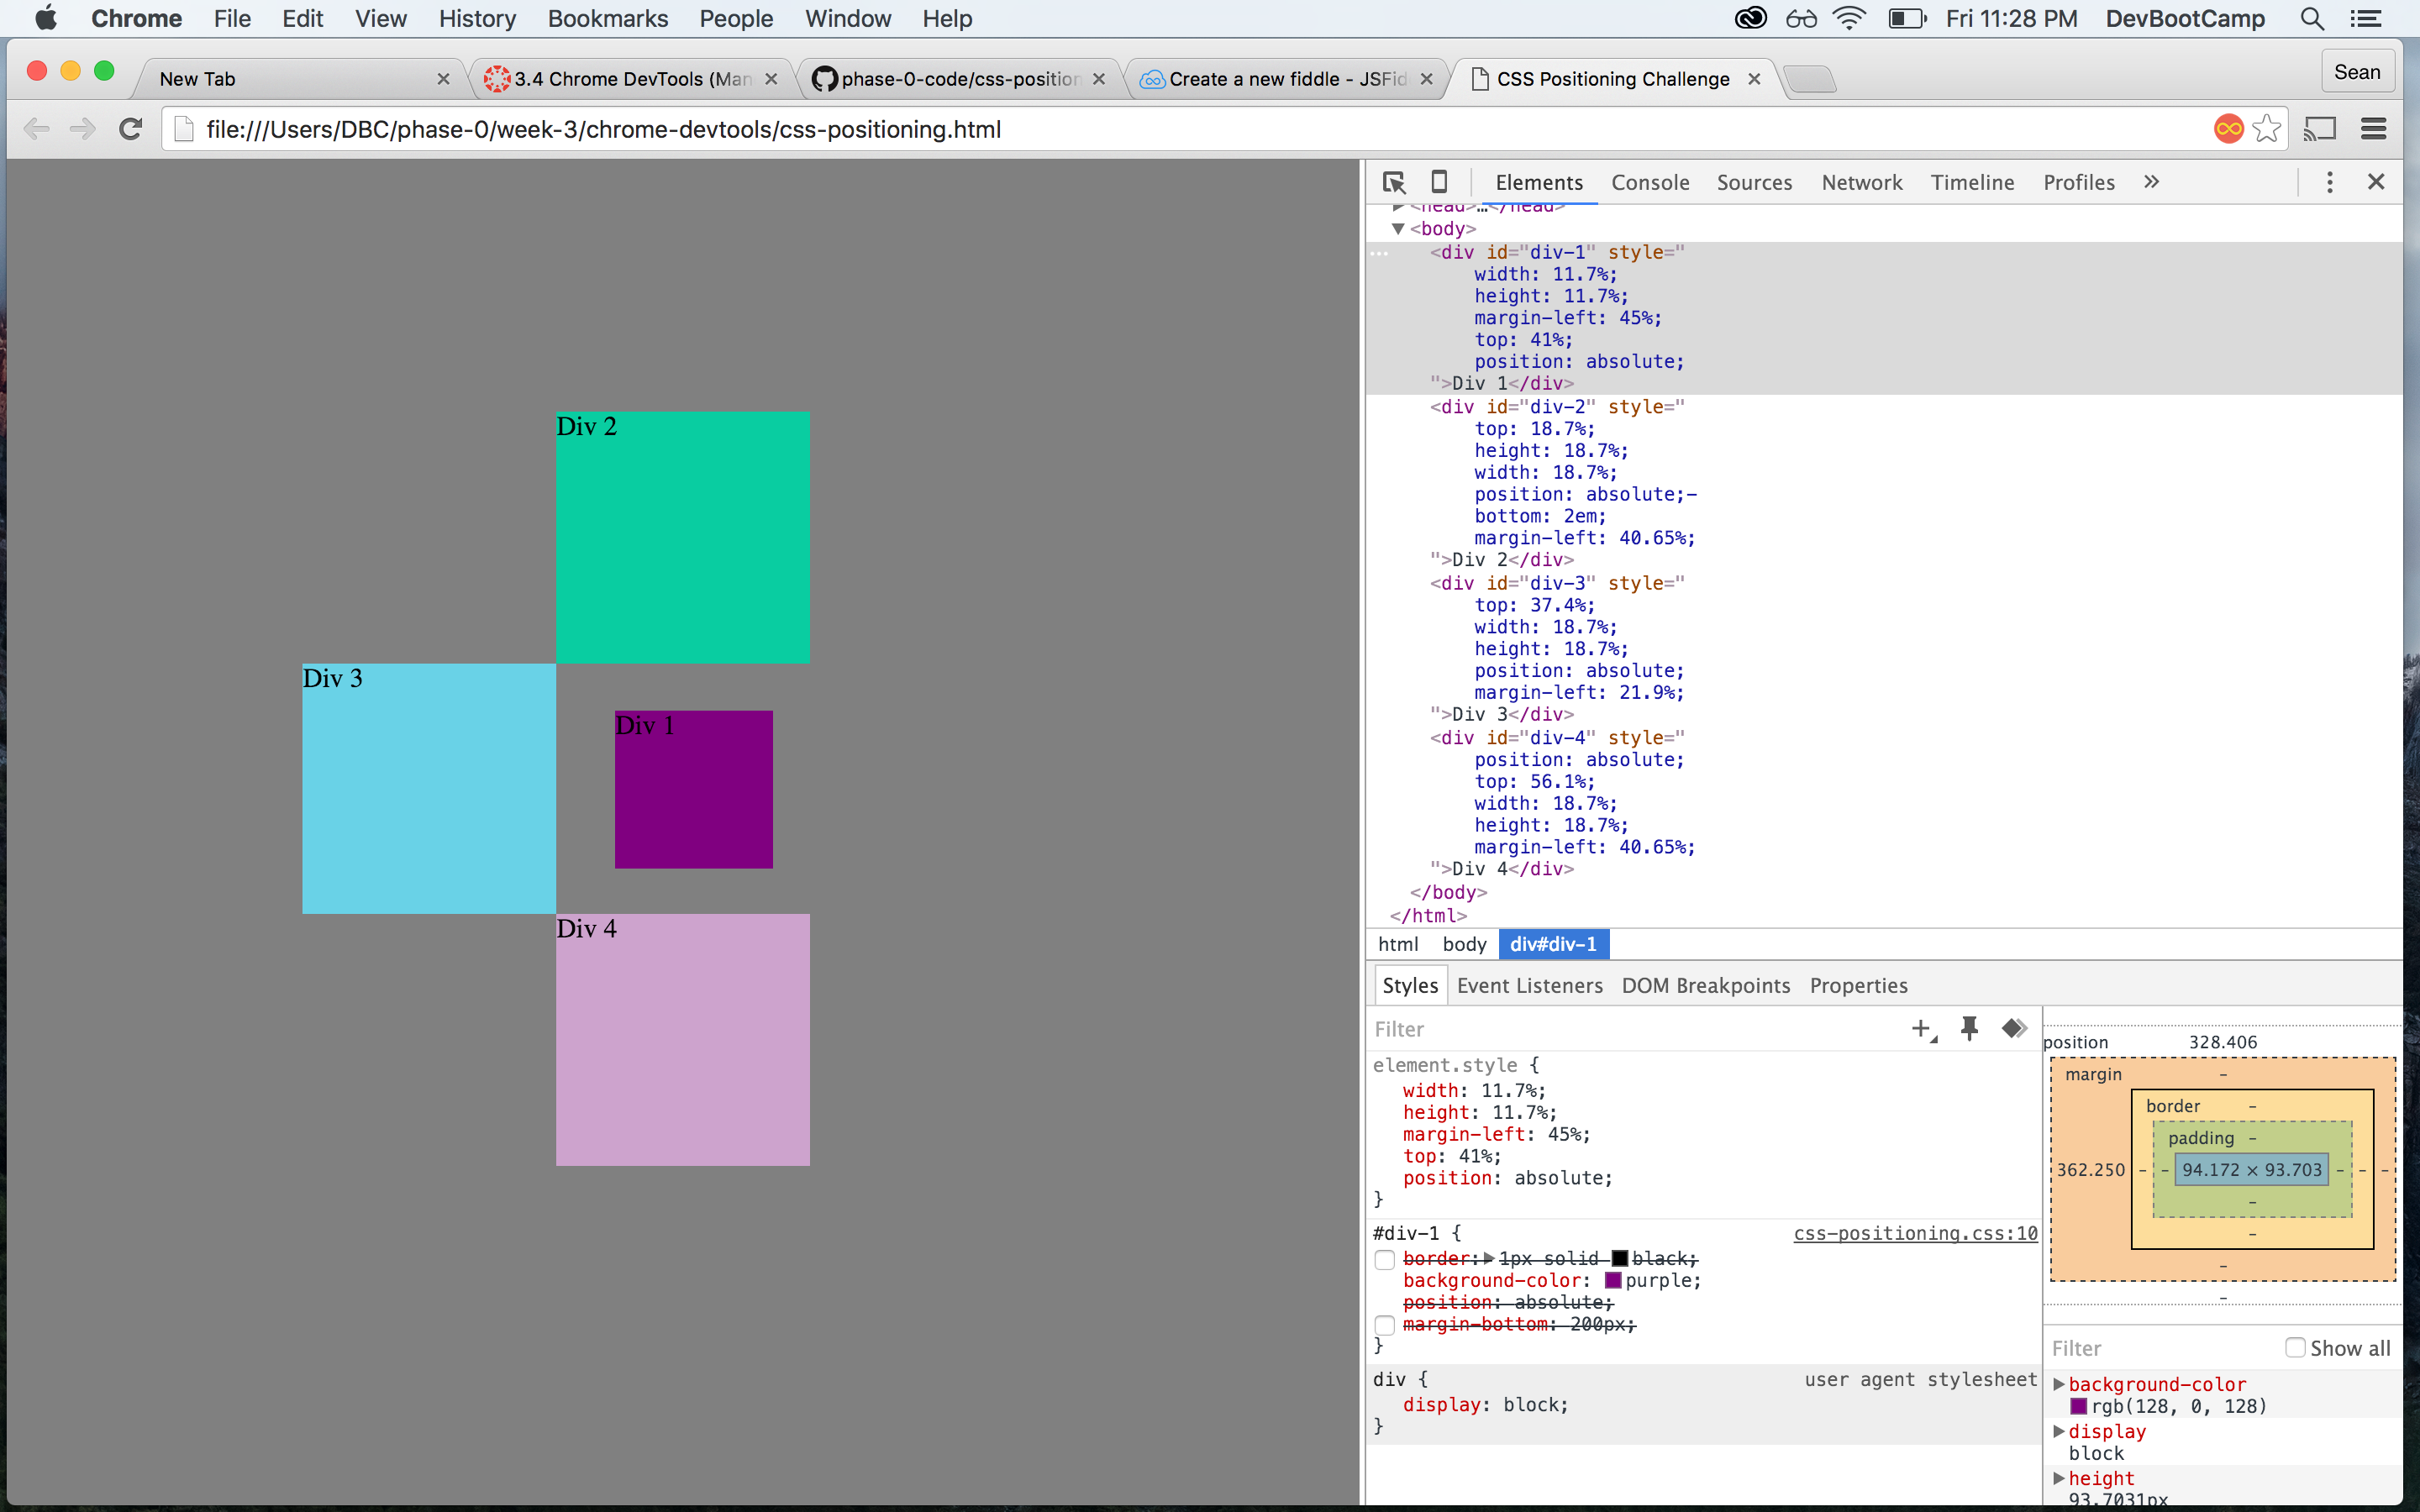 Chrome File Edit View History Bookmarks People Window Help Fri 11:28 PM DevBootCamp
New Tab 3.4 Chrome DevTools (Man phase-0-code/css-position Create a new fiddle - JSFid CSS Positioning Challenge Sean
file:///Users/DBC/phase-0/week-3/chrome-devtools/css-positioning.html
Div 2
Div 3
Div 1
Div 4
Elements Console Sources Network Timeline Profiles »
<head>…</head>
<body>
<div id="div-1" style="
width: 11.7%;
height: 11.7%;
margin-left: 45%;
top: 41%;
position: absolute;
">Div 1</div>
<div id="div-2" style="
top: 18.7%;
height: 18.7%;
width: 18.7%;
position: absolute;-
bottom: 2em;
margin-left: 40.65%;
">Div 2</div>
<div id="div-3" style="
top: 37.4%;
width: 18.7%;
height: 18.7%;
position: absolute;
margin-left: 21.9%;
">Div 3</div>
<div id="div-4" style="
position: absolute;
top: 56.1%;
width: 18.7%;
height: 18.7%;
margin-left: 40.65%;
">Div 4</div>
</body>
</html>
html body div#div-1
Styles Event Listeners DOM Breakpoints Properties
Filter
element.style {
width: 11.7%;
height: 11.7%;
margin-left: 45%;
top: 41%;
position: absolute;
}
#div-1 { css-positioning.css:10
border: 1px solid black;
background-color: purple;
position: absolute;
margin-bottom: 200px;
}
div { user agent stylesheet
display: block;
}
position 328.406
margin -
border -
padding -
362.250 - - 94.172 × 93.703 - - -
-
-
-
-
Filter Show all
background-color
rgb(128, 0, 128)
display
block
height
93.7031px